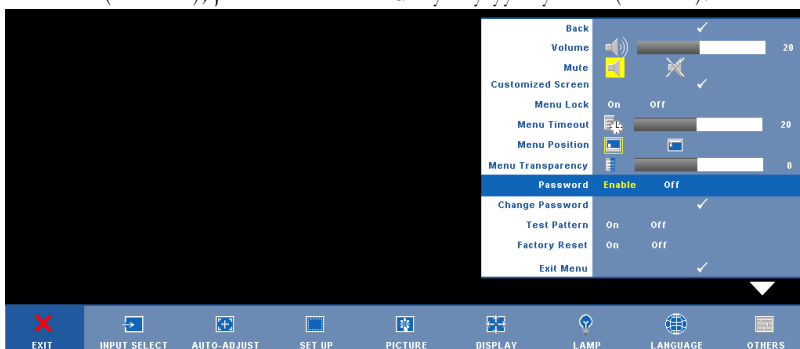 Back
Volume 20
Mute
Customized Screen
Menu Lock On Off
Menu Timeout 20
Menu Position
Menu Transparency 0
Password Enable Off
Change Password
Test Pattern On Off
Factory Reset On Off
Exit Menu
EXIT INPUT SELECT AUTO-ADJUST SET UP PICTURE DISPLAY LAMP LANGUAGE OTHERS